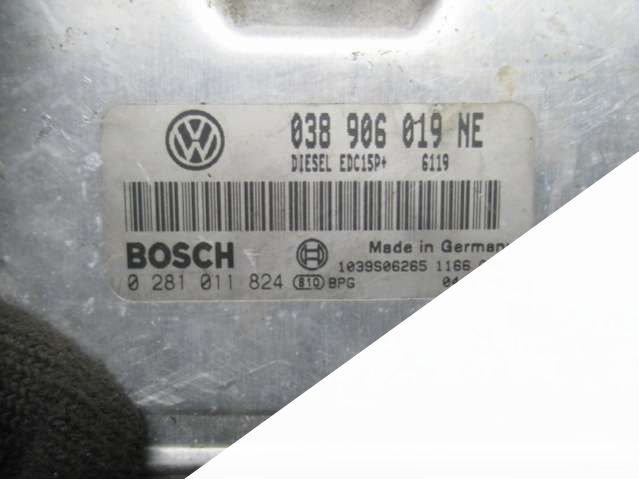 038 906 019 NE
DIESEL EDC15P+ 6119
BOSCH Made in German
0 281 011 824 810 BPG 1039S06265 1166
04